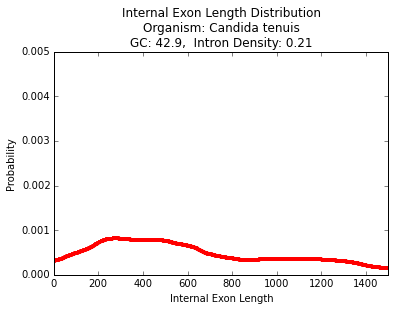 Internal Exon Length Distribution
Organism: Candida tenuis
GC: 42.9,  Intron Density: 0.21
0.005
0.004
0.003
0.002
0.001
0.000
Probability
0 200 400 600 800 1000 1200 1400
Internal Exon Length